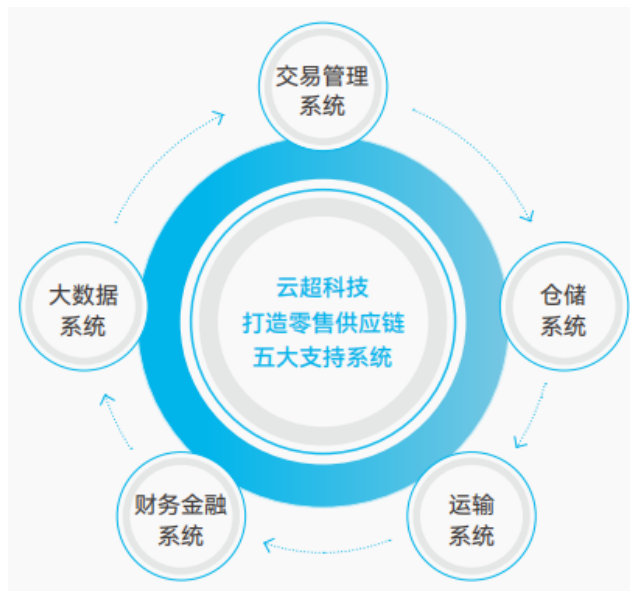 交易管理
系统
仓储
系统
运输
系统
财务金融
系统
大数据
系统
云超科技
打造零售供应链
五大支持系统